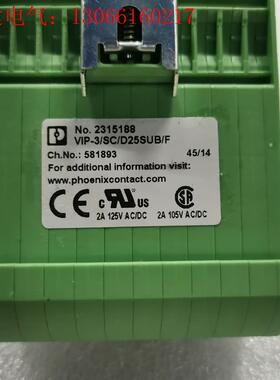 电气：13066160217
No. 2315188
VIP-3/SC/D25SUB/F
Ch.No.: 581893 45/14
For additional information visit:
www.phoenixcontact.com
2A 125V AC/DC 2A 105V AC/DC